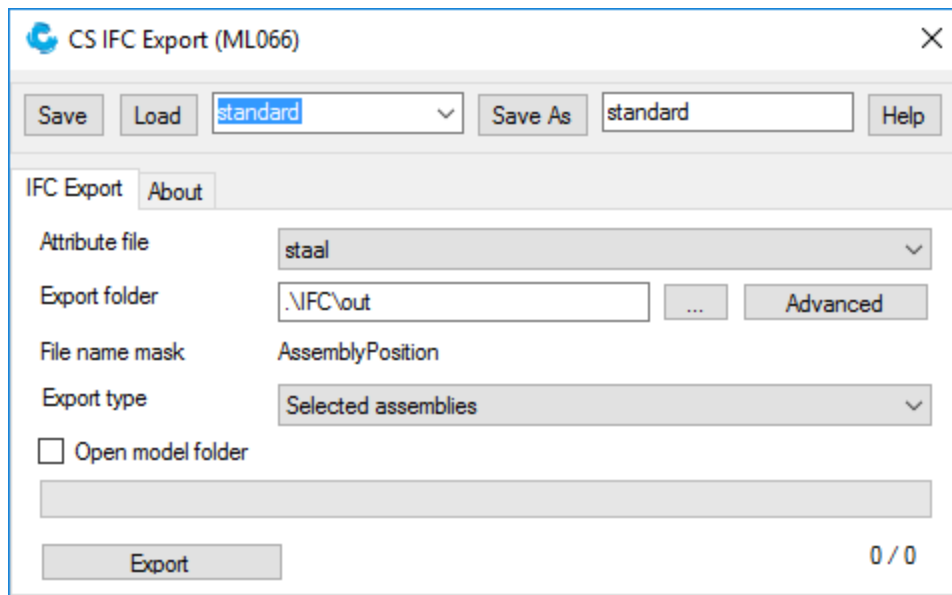 CS IFC Export (ML066)
Save Load standard Save As standard Help
IFC Export About
Attribute file staal
Export folder .\IFC\out ... Advanced
File name mask AssemblyPosition
Export type Selected assemblies
Open model folder
Export 0 / 0